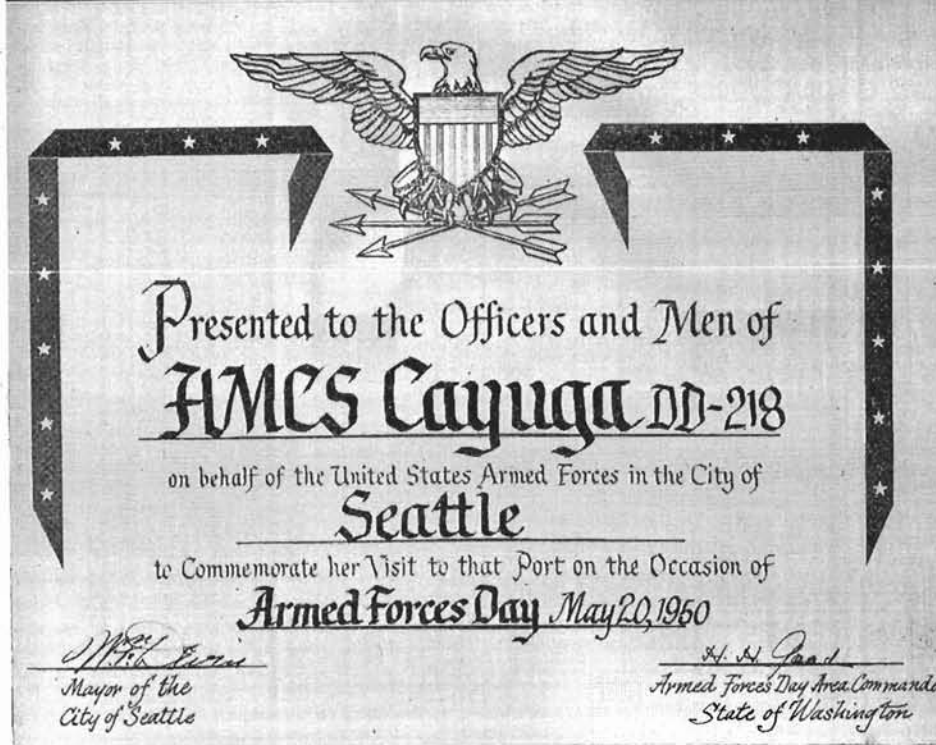 Presented to the Officers and Men of
HMCS Cayuga DD-218
on behalf of the United States Armed Forces in the City of
Seattle
to Commemorate her Visit to that Port on the Occasion of
Armed Forces Day May 20, 1950
H. H.
Mayor of the
City of Seattle
Armed Forces Day Area Commande
State of Washington